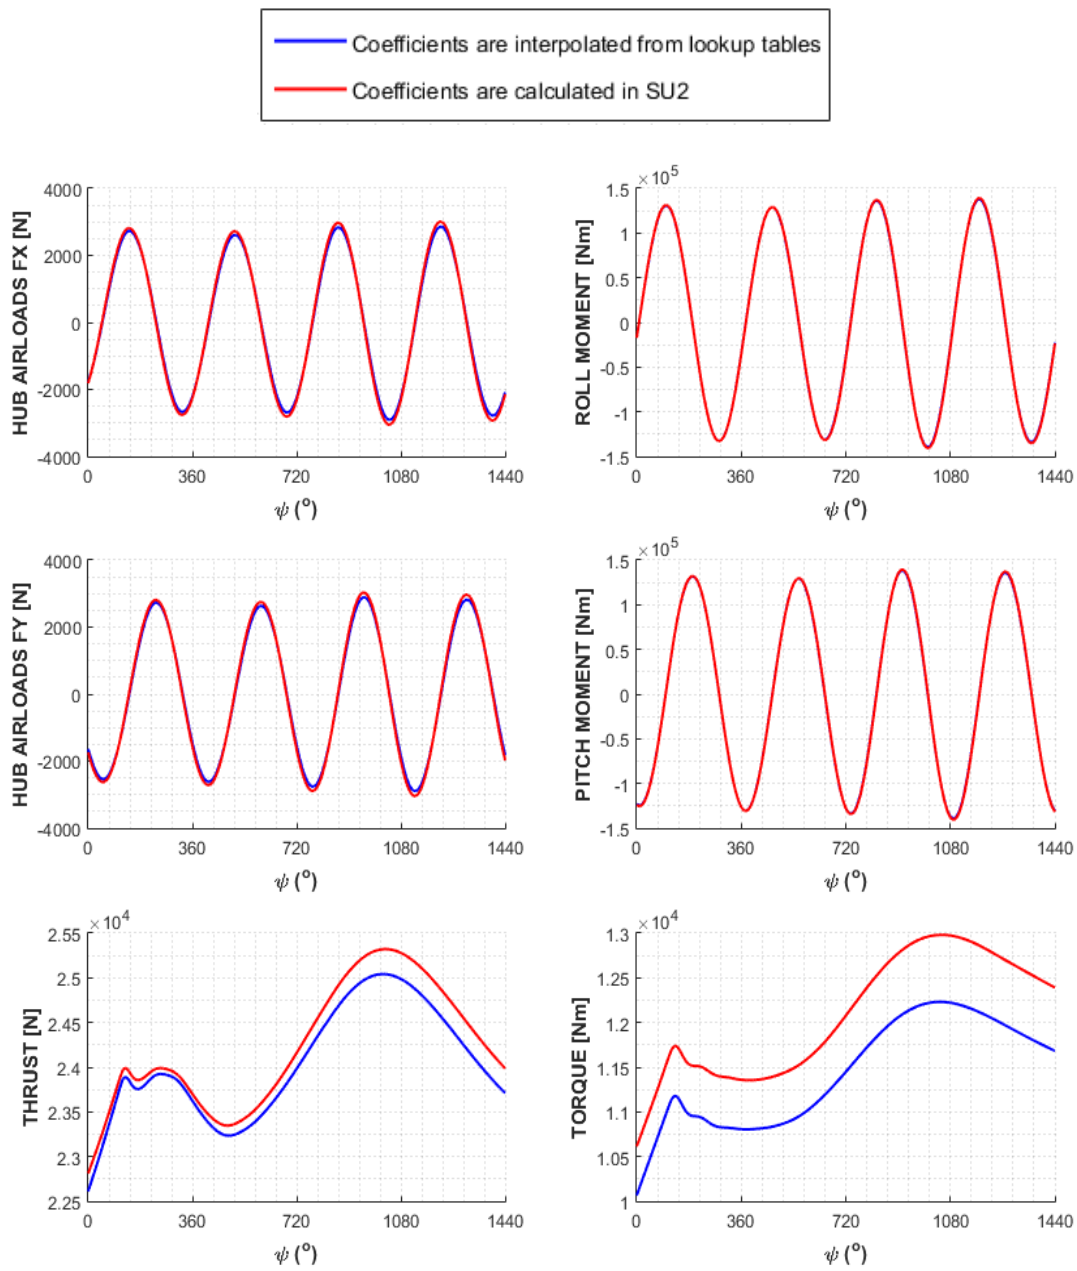 Coefficients are interpolated from lookup tables
Coefficients are calculated in SU2
4000
2000
0
-2000
-4000
HUB AIRLOADS FX [N]
0 360 720 1080 1440
ψ (°)
×10^5
1.5
1
0.5
0
-0.5
-1
-1.5
ROLL MOMENT [Nm]
0 360 720 1080 1440
ψ (°)
4000
2000
0
-2000
-4000
HUB AIRLOADS FY [N]
0 360 720 1080 1440
ψ (°)
×10^5
1.5
1
0.5
0
-0.5
-1
-1.5
PITCH MOMENT [Nm]
0 360 720 1080 1440
ψ (°)
×10^4
2.55
2.5
2.45
2.4
2.35
2.3
2.25
THRUST [N]
0 360 720 1080 1440
ψ (°)
×10^4
1.3
1.25
1.2
1.15
1.1
1.05
1
TORQUE [Nm]
0 360 720 1080 1440
ψ (°)